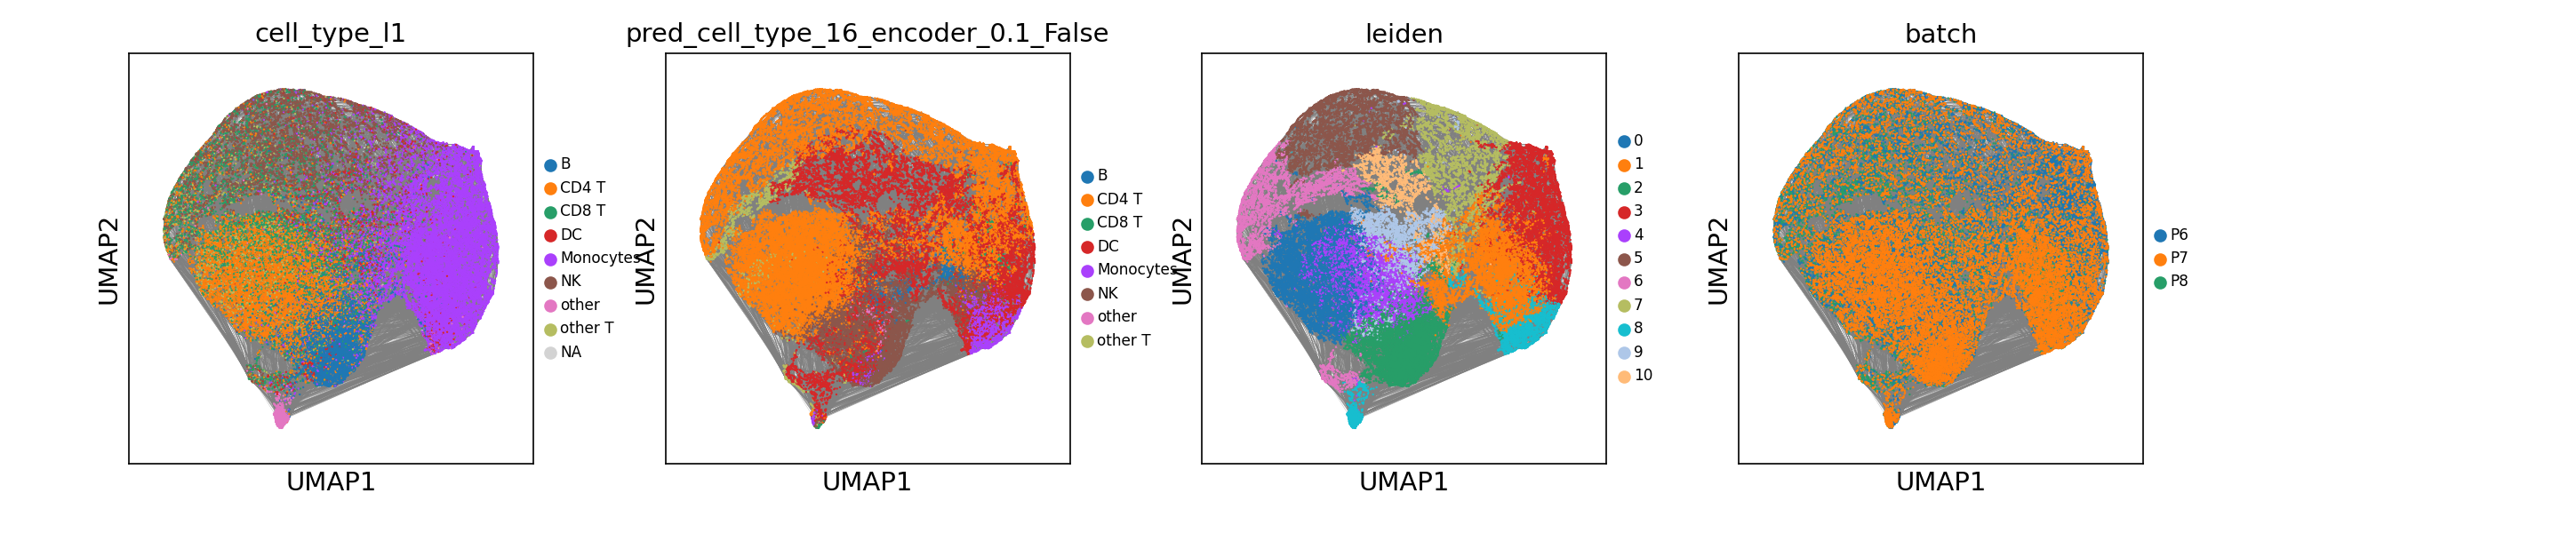 cell_type_l1
UMAP2
UMAP1
B
CD4 T
CD8 T
DC
Monocytes
NK
other
other T
NA
pred_cell_type_16_encoder_0.1_False
UMAP2
UMAP1
B
CD4 T
CD8 T
DC
Monocytes
NK
other
other T
leiden
UMAP2
UMAP1
0
1
2
3
4
5
6
7
8
9
10
batch
UMAP2
UMAP1
P6
P7
P8